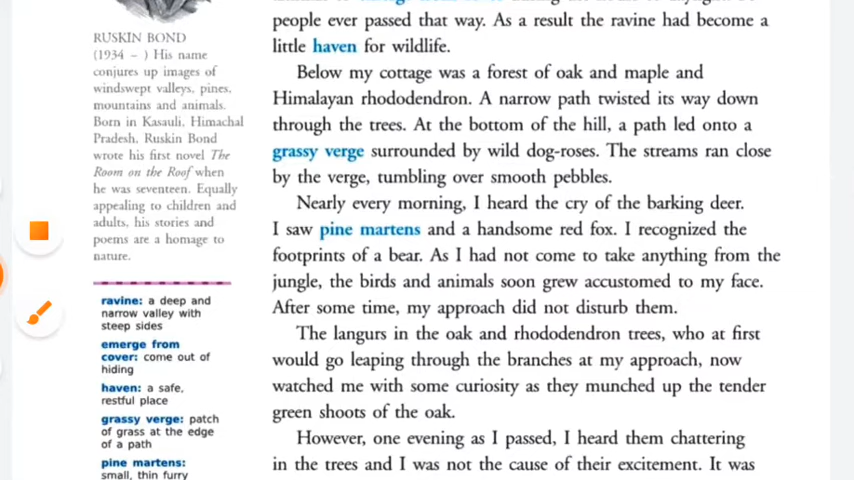 people ever passed that way. As a result the ravine had become a
little haven for wildlife.
Below my cottage was a forest of oak and maple and
Himalayan rhododendron. A narrow path twisted its way down
through the trees. At the bottom of the hill, a path led onto a
grassy verge surrounded by wild dog-roses. The streams ran close
by the verge, tumbling over smooth pebbles.
Nearly every morning, I heard the cry of the barking deer.
I saw pine martens and a handsome red fox. I recognized the
footprints of a bear. As I had not come to take anything from the
jungle, the birds and animals soon grew accustomed to my face.
After some time, my approach did not disturb them.
The langurs in the oak and rhododendron trees, who at first
would go leaping through the branches at my approach, now
watched me with some curiosity as they munched up the tender
green shoots of the oak.
However, one evening as I passed, I heard them chattering
in the trees and I was not the cause of their excitement. It was
RUSKIN BOND
(1934 – ) His name
conjures up images of
windswept valleys, pines,
mountains and animals.
Born in Kasauli, Himachal
Pradesh, Ruskin Bond
wrote his first novel The
Room on the Roof when
he was seventeen. Equally
appealing to children and
adults, his stories and
poems are a homage to
nature.
ravine: a deep and
narrow valley with
steep sides
emerge from
cover: come out of
hiding
haven: a safe,
restful place
grassy verge: patch
of grass at the edge
of a path
pine martens:
small, thin furry